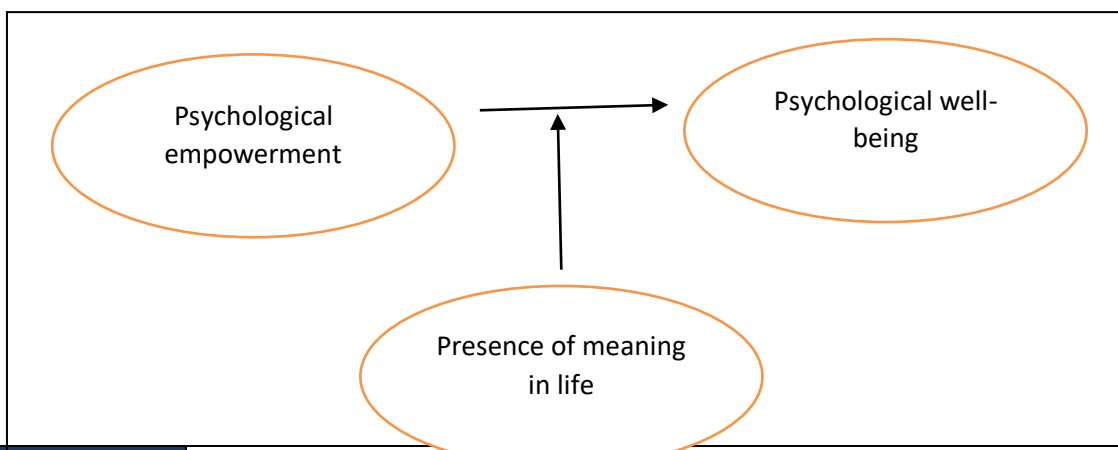 Psychological
empowerment
Psychological well-
being
Presence of meaning
in life